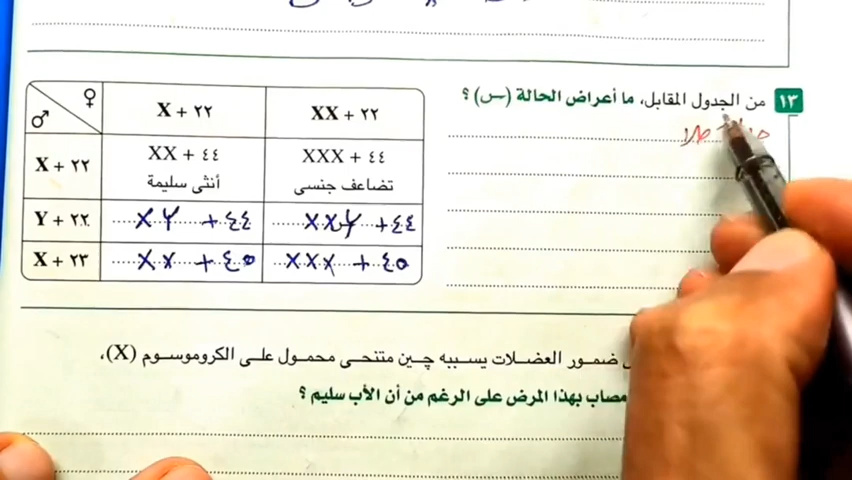 ١٣ من الجدول المقابل، ما أعراض الحالة (س) ؟
♀ ♂
٢٢ + X
٢٢ + XX
٢٢ + X
٤٤ + XX
أنثى سليمة
٤٤ + XXX
تضاعف جنسى
٢٢ + Y
٤٤ + XY
٤٤ + XXY
٢٣ + X
٤٥ + XX
٤٥ + XXX
ضمور العضلات يسببه چين متنحى محمول على الكروموسوم (X)،
مصاب بهذا المرض على الرغم من أن الأب سليم ؟